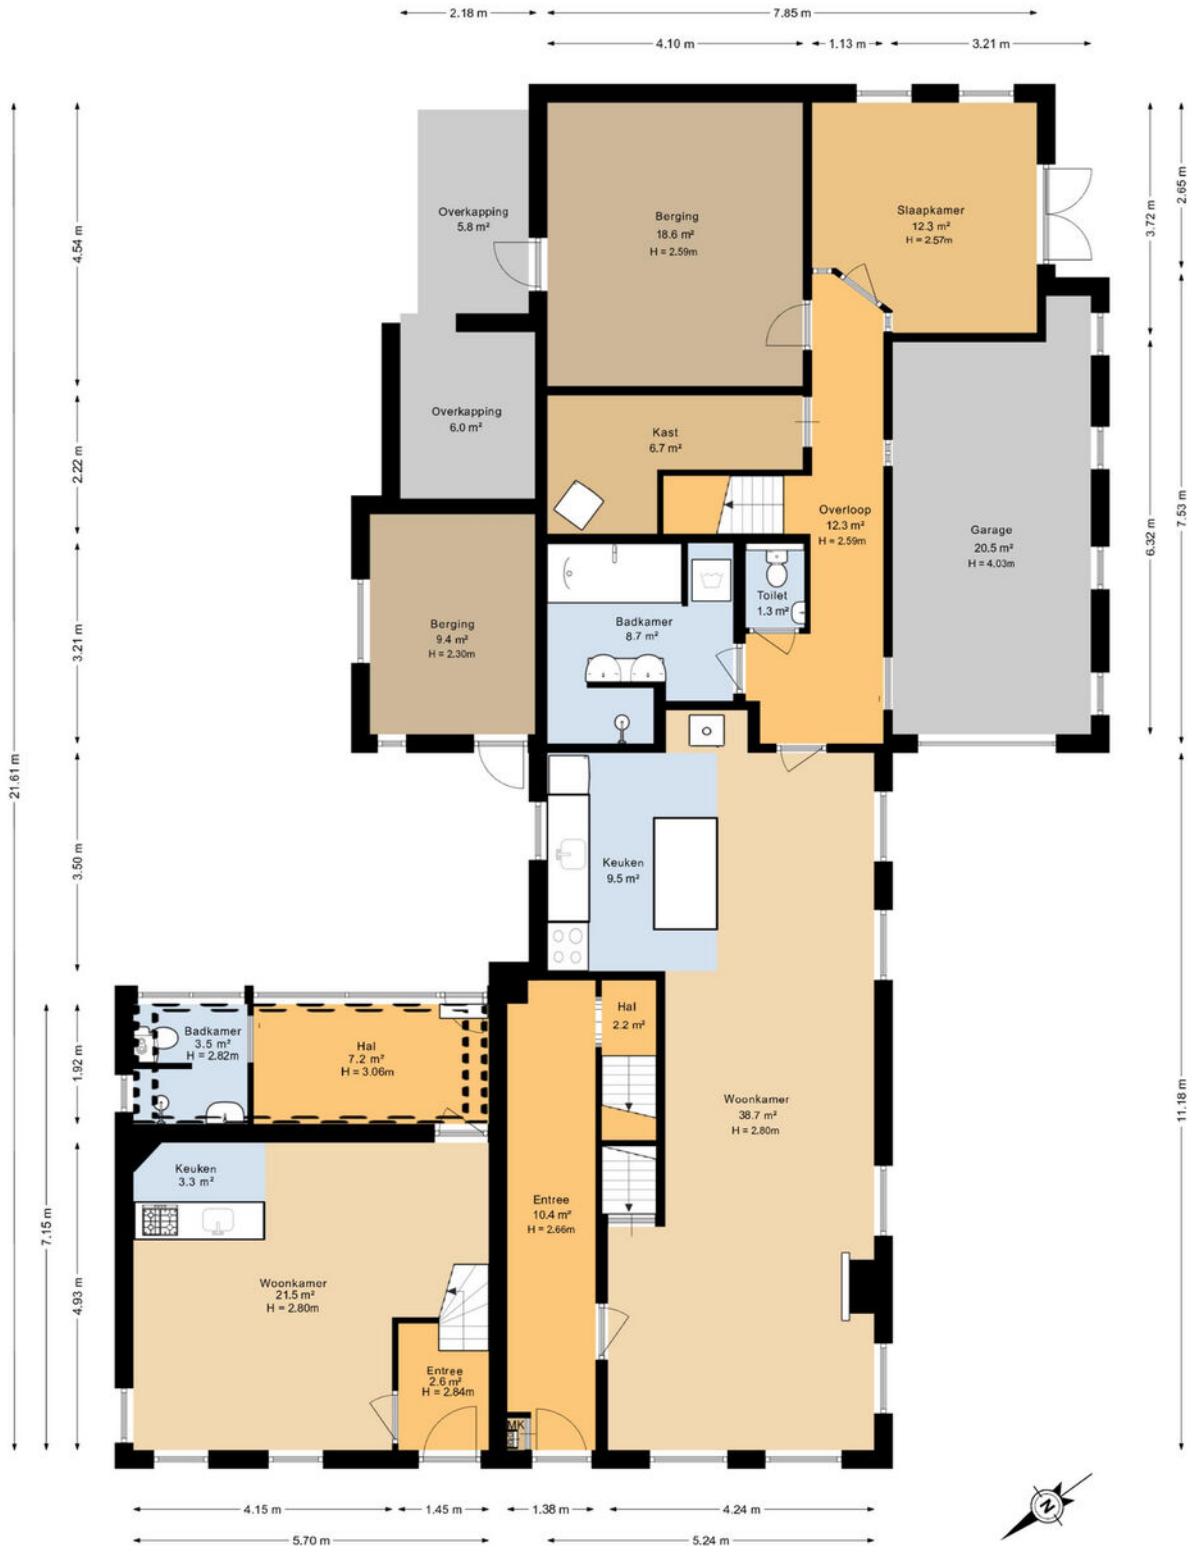 2.18 m
7.85 m
4.10 m
1.13 m
3.21 m
21.61 m
4.54 m
2.22 m
3.21 m
3.50 m
7.15 m
1.92 m
4.93 m
3.72 m
6.32 m
2.65 m
7.53 m
11.18 m
Overkapping
5.8 m²
Berging
18.6 m²
H = 2.59m
Slaapkamer
12.3 m²
H = 2.57m
Overkapping
6.0 m²
Kast
6.7 m²
Overloop
12.3 m²
H = 2.59m
Garage
20.5 m²
H = 4.03m
Toilet
1.3 m²
Badkamer
8.7 m²
Berging
9.4 m²
H = 2.30m
Keuken
9.5 m²
Hal
2.2 m²
Badkamer
3.5 m²
H = 2.82m
Hal
7.2 m²
H = 3.06m
Woonkamer
38.7 m²
H = 2.80m
Keuken
3.3 m²
Entree
10.4 m²
H = 2.66m
Woonkamer
21.5 m²
H = 2.80m
Entree
2.6 m²
H = 2.84m
MK
N
4.15 m
1.45 m
1.38 m
4.24 m
5.70 m
5.24 m